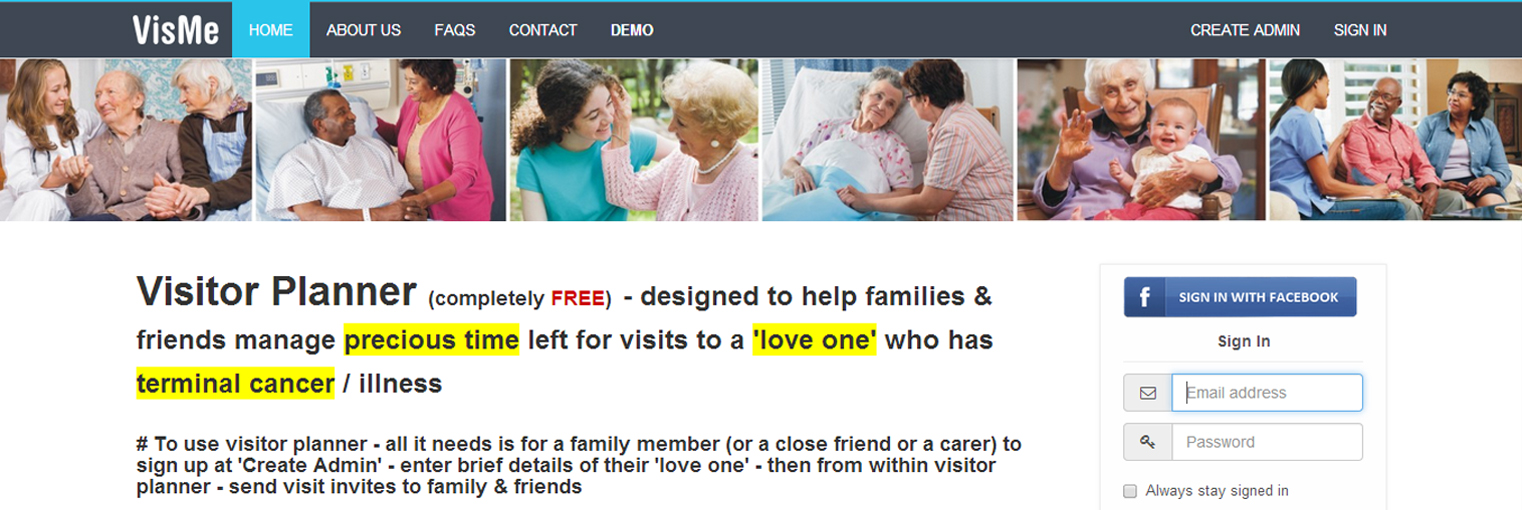 VisMe HOME ABOUT US FAQS CONTACT DEMO CREATE ADMIN SIGN IN
Visitor Planner (completely FREE) - designed to help families &
friends manage precious time left for visits to a 'love one' who has
terminal cancer / illness
# To use visitor planner - all it needs is for a family member (or a close friend or a carer) to
sign up at 'Create Admin' - enter brief details of their 'love one' - then from within visitor
planner - send visit invites to family & friends
f SIGN IN WITH FACEBOOK
Sign In
Email address
Password
Always stay signed in